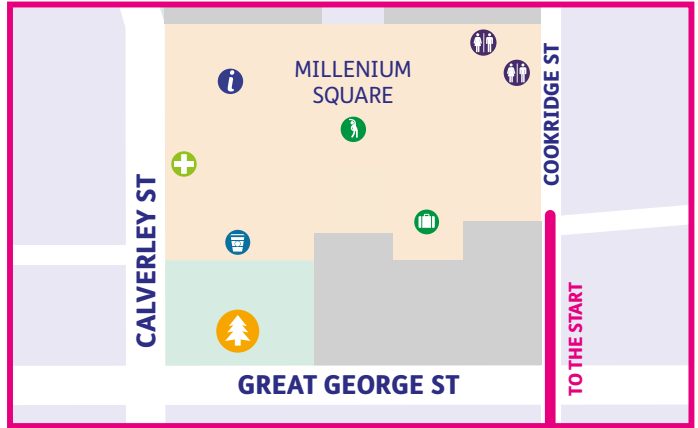 i
MILLENIUM
SQUARE
COOKRIDGE ST
CALVERLEY ST
TO THE START
GREAT GEORGE ST